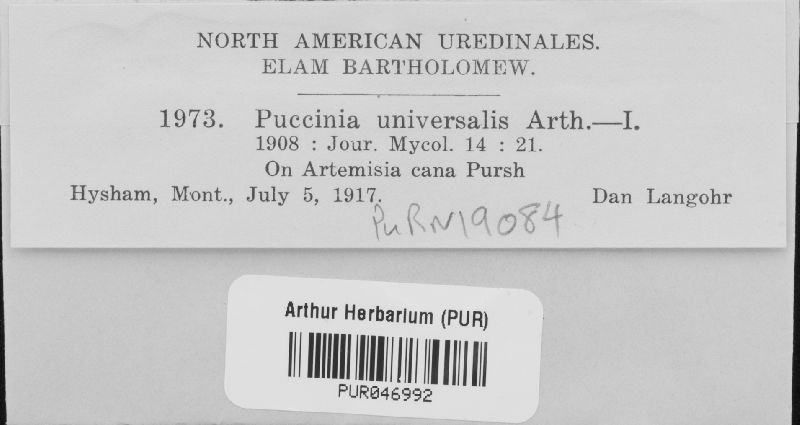 NORTH AMERICAN UREDINALES.
ELAM BARTHOLOMEW.
1973. Puccinia universalis Arth.—I.
1908 : Jour. Mycol. 14 : 21.
On Artemisia cana Pursh
Hysham, Mont., July 5, 1917. Dan Langohr
PURN19084
Arthur Herbarium (PUR)
PUR046992